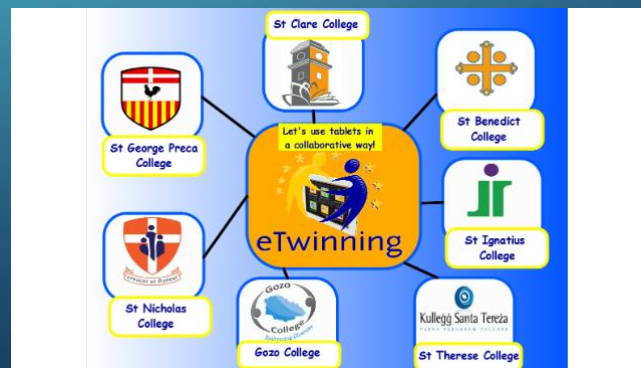 St Clare College
St George Preca
College
St Benedict
College
Let's use tablets in
a collaborative way!
eTwinning
St Ignatius
College
St Nicholas
College
Gozo
College
Gozo College
Kulleġġ Santa Tereża
St Therese College